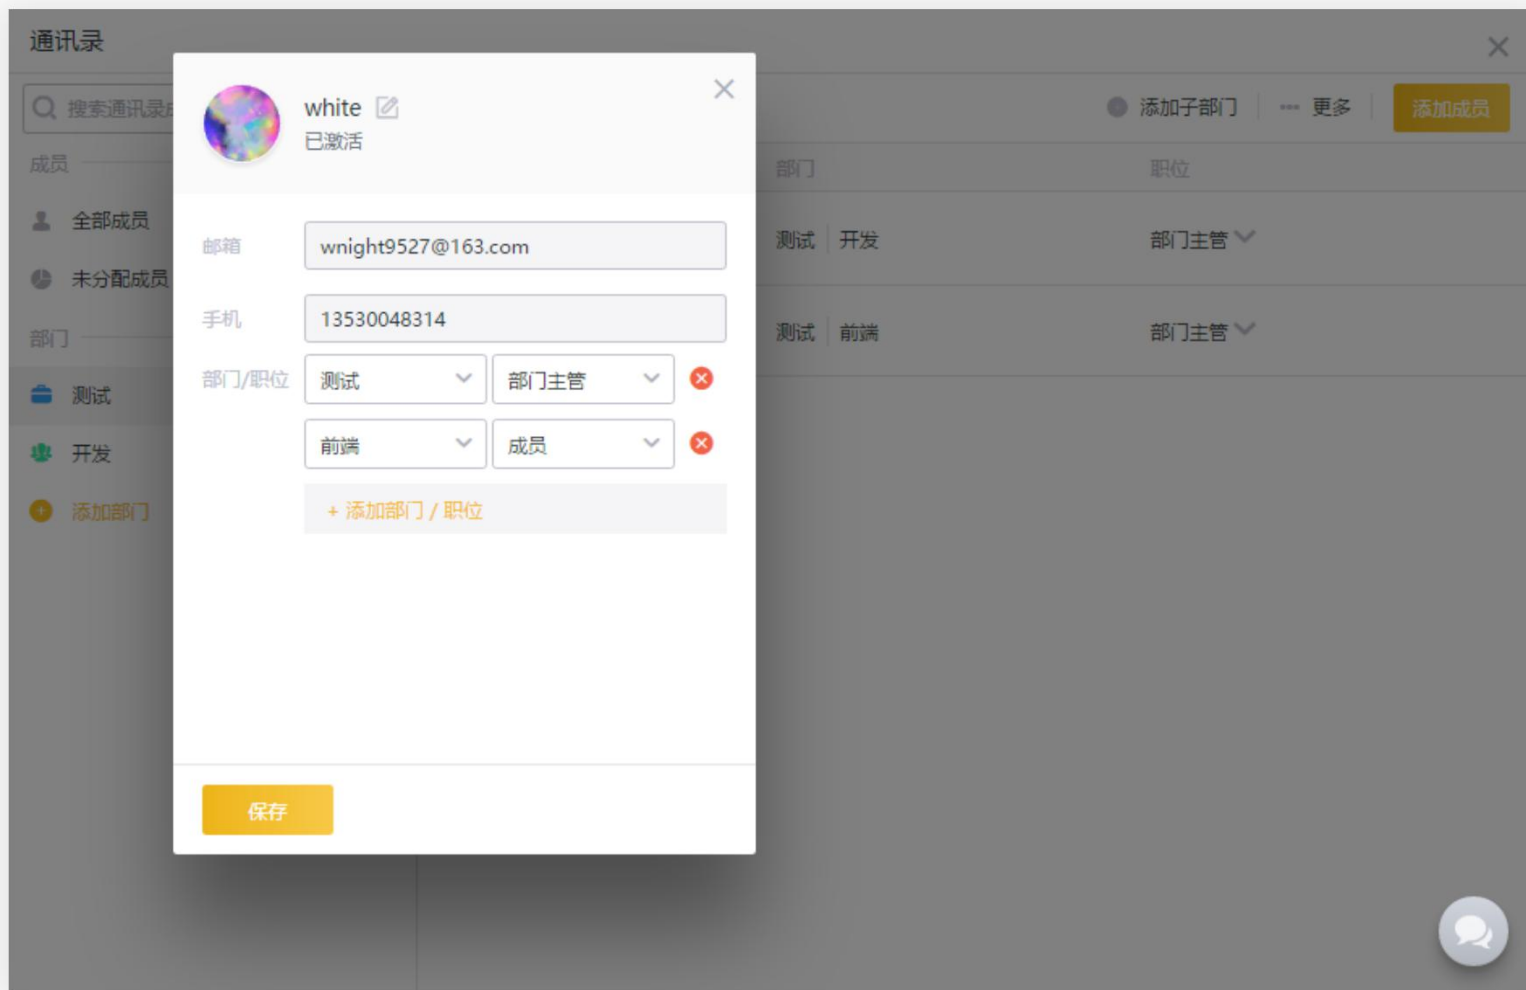 通讯录
搜索通讯录
添加子部门
更多
添加成员
成员
全部成员
未分配成员
部门
测试
开发
添加部门
部门 职位
测试 开发 部门主管
测试 前端 部门主管
white
已激活
邮箱 wnight9527@163.com
手机 13530048314
部门/职位 测试 部门主管
前端 成员
+ 添加部门 / 职位
保存